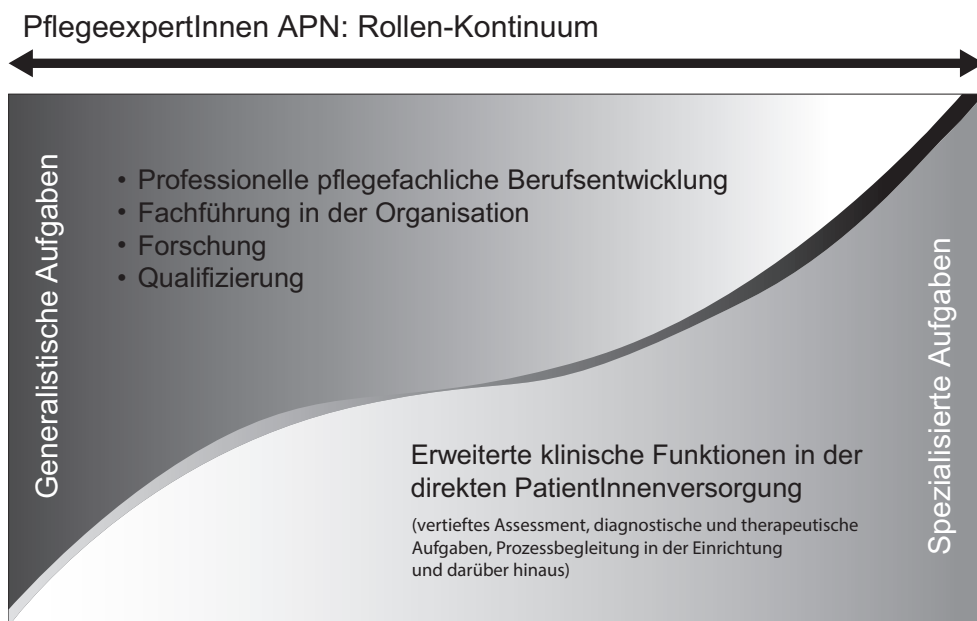 PflegeexpertInnen APN: Rollen-Kontinuum
Generalistische Aufgaben
• Professionelle pflegefachliche Berufsentwicklung
• Fachführung in der Organisation
• Forschung
• Qualifizierung
Erweiterte klinische Funktionen in der
direkten PatientInnenversorgung
(vertieftes Assessment, diagnostische und therapeutische
Aufgaben, Prozessbegleitung in der Einrichtung
und darüber hinaus)
Spezialisierte Aufgaben